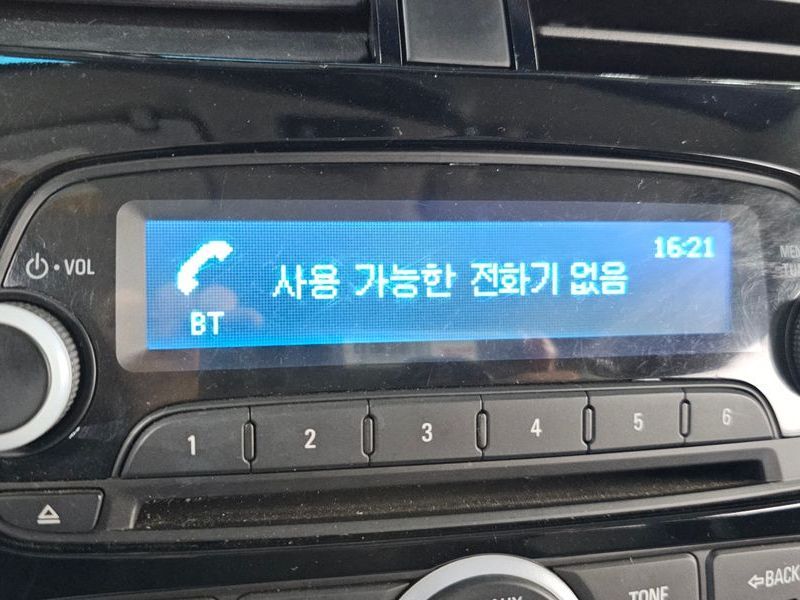 16:21
사용 가능한 전화기 없음
BT
· VOL
1 2 3 4 5 6
TONE
BACK